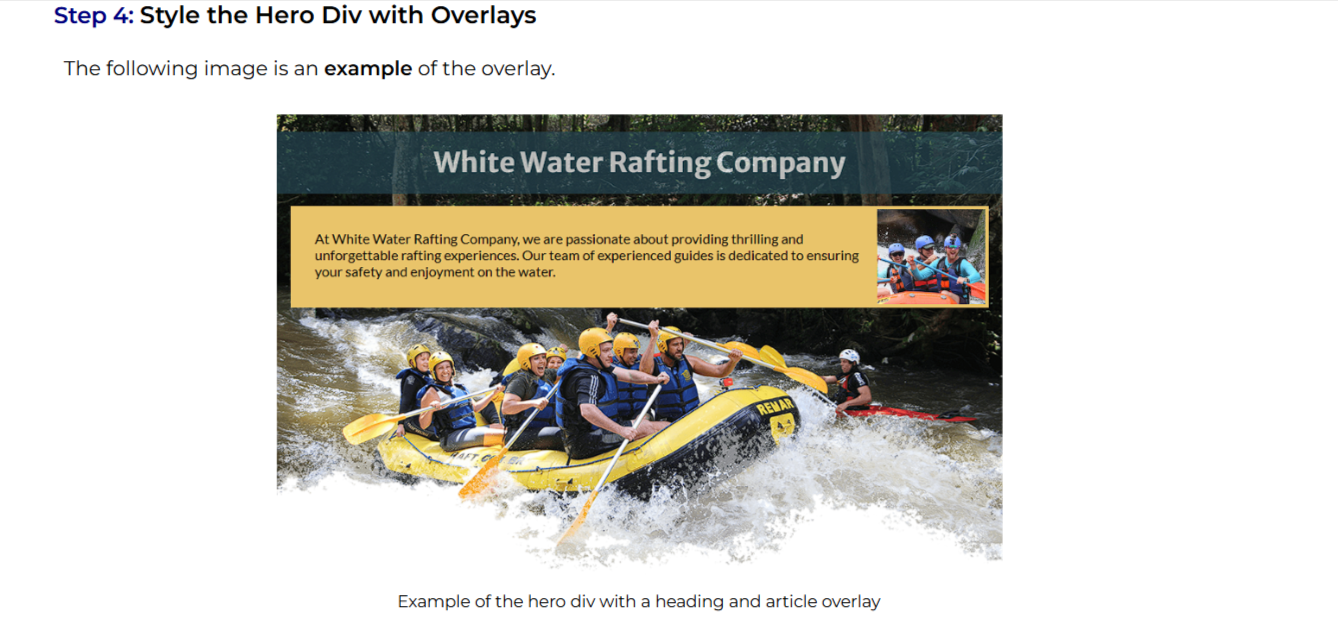 Step 4: Style the Hero Div with Overlays
The following image is an example of the overlay.
White Water Rafting Company
At White Water Rafting Company, we are passionate about providing thrilling and
unforgettable rafting experiences. Our team of experienced guides is dedicated to ensuring
your safety and enjoyment on the water.
REMAR
Example of the hero div with a heading and article overlay